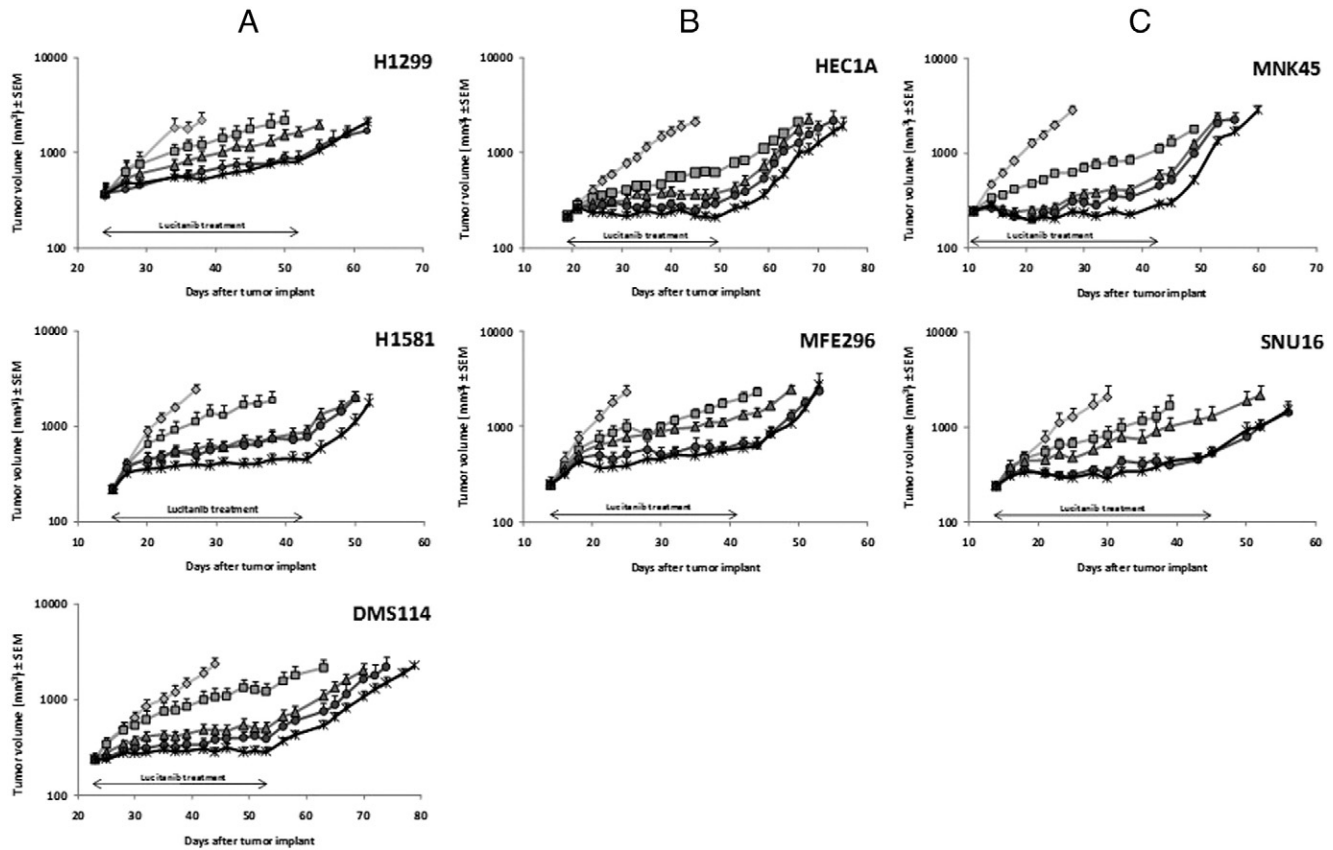 A
B
C
H1299
Tumor volume (mm³) ± SEM
10000
1000
100
Lucitanib treatment
20 30 40 50 60 70
Days after tumor implant
HEC1A
Tumor volume (mm³) ± SEM
10000
1000
100
Lucitanib treatment
10 20 30 40 50 60 70 80
Days after tumor implant
MNK45
Tumor volume (mm³) ± SEM
10000
1000
100
Lucitanib treatment
10 20 30 40 50 60 70
Days after tumor implant
H1581
Tumor volume (mm³) ± SEM
10000
1000
100
Lucitanib treatment
10 20 30 40 50 60
Days after tumor implant
MFE296
Tumor volume (mm³) ± SEM
10000
1000
100
Lucitanib treatment
10 20 30 40 50 60
Days after tumor implant
SNU16
Tumor volume (mm³) ± SEM
10000
1000
100
Lucitanib treatment
10 20 30 40 50 60
Days after tumor implant
DMS114
Tumor volume (mm³) ± SEM
10000
1000
100
Lucitanib treatment
20 30 40 50 60 70 80
Days after tumor implant